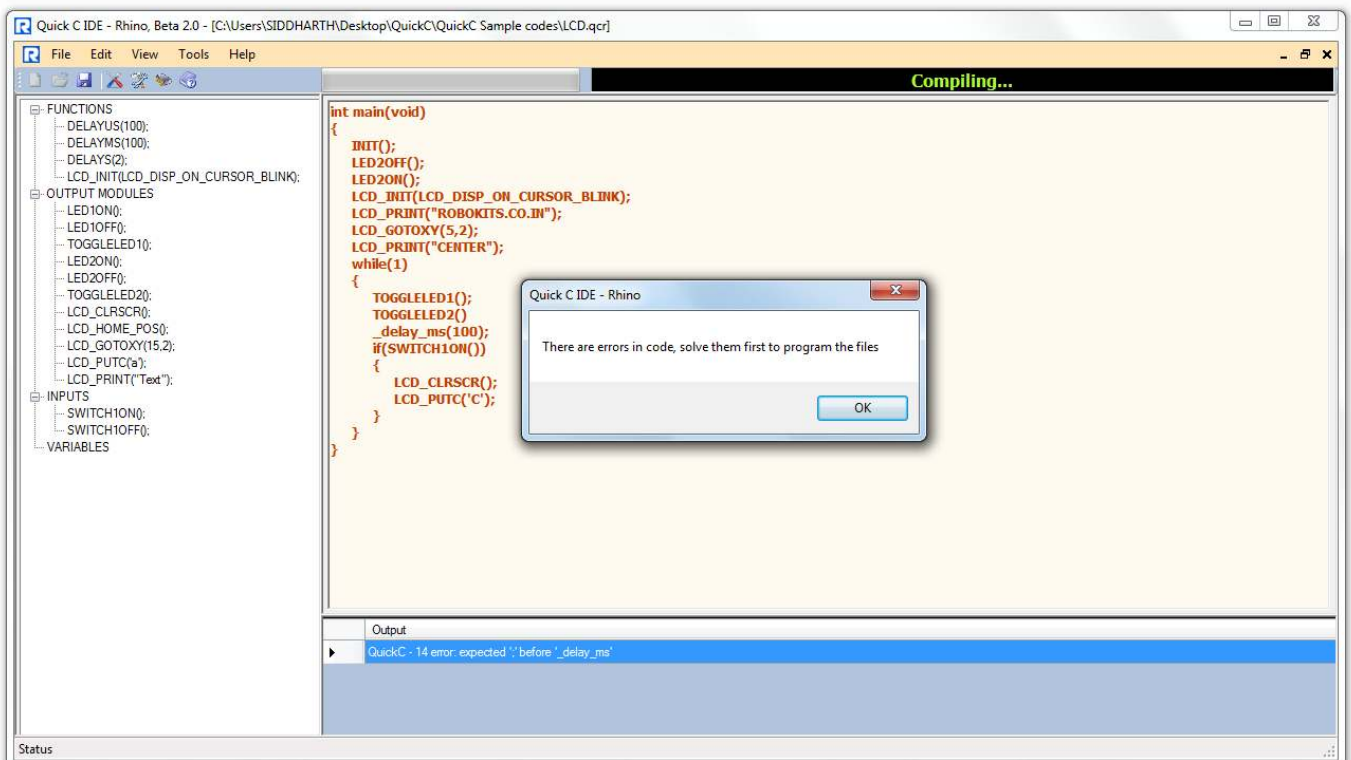 Quick C IDE - Rhino, Beta 2.0 - [C:\Users\SIDDHARTH\Desktop\QuickC\QuickC Sample codes\LCD.qcr]
File Edit View Tools Help
Compiling...
FUNCTIONS
DELAYUS(100);
DELAYMS(100);
DELAYS(2);
LCD_INIT(LCD_DISP_ON_CURSOR_BLINK);
OUTPUT MODULES
LED1ON();
LED1OFF();
TOGGLELED1();
LED2ON();
LED2OFF();
TOGGLELED2();
LCD_CLRSCR();
LCD_HOME_POS();
LCD_GOTOXY(15,2);
LCD_PUTC('a');
LCD_PRINT("Text");
INPUTS
SWITCH1ON();
SWITCH1OFF();
VARIABLES
int main(void)
{
INIT();
LED2OFF();
LED2ON();
LCD_INIT(LCD_DISP_ON_CURSOR_BLINK);
LCD_PRINT("ROBOKITS.CO.IN");
LCD_GOTOXY(5,2);
LCD_PRINT("CENTER");
while(1)
{
TOGGLELED1();
TOGGLELED2()
_delay_ms(100);
if(SWITCH1ON())
{
LCD_CLRSCR();
LCD_PUTC('C');
}
}
}
Quick C IDE - Rhino
There are errors in code, solve them first to program the files
OK
Output
QuickC - 14 error: expected ';' before '_delay_ms'
Status